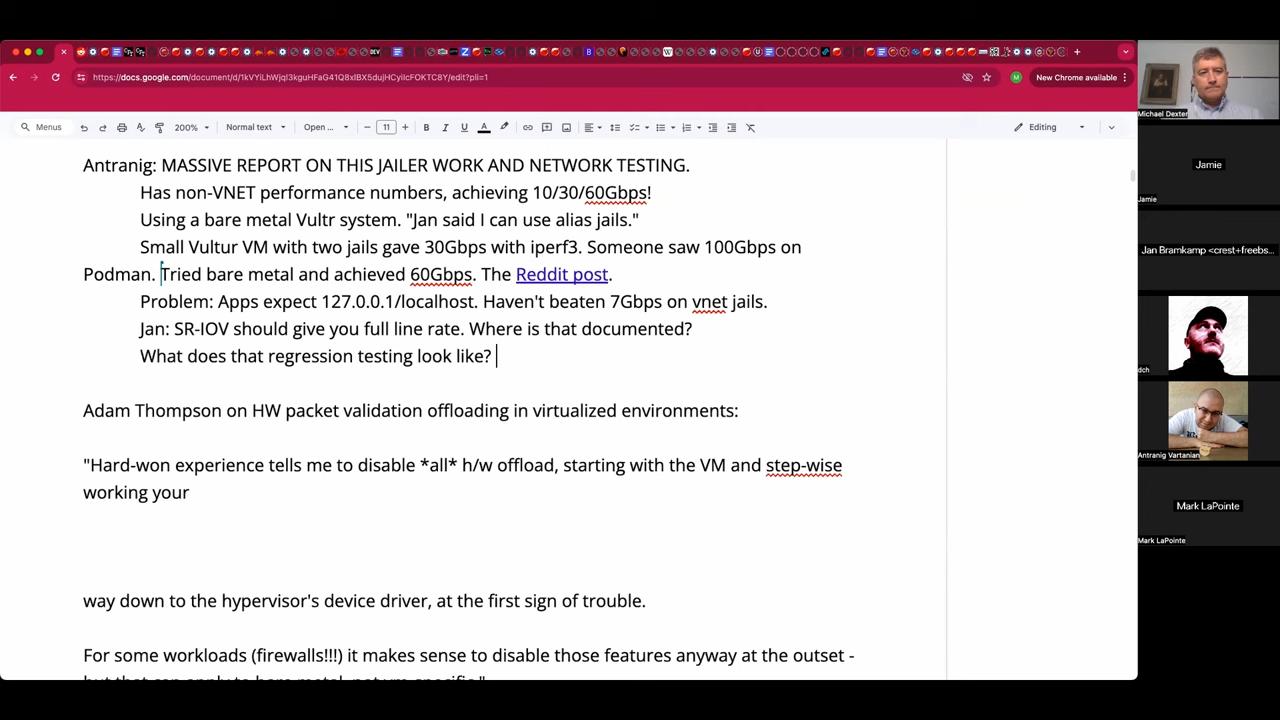 https://docs.google.com/document/d/1kVYiLhWjqI3kguHFaG41Q8xlBX5dujHCyilcFOKTC8Y/edit?pli=1
New Chrome available
Menus
200%
Normal text
Open ...
11
Editing
Antranig: MASSIVE REPORT ON THIS JAILER WORK AND NETWORK TESTING.
Has non-VNET performance numbers, achieving 10/30/60Gbps!
Using a bare metal Vultr system. "Jan said I can use alias jails."
Small Vultur VM with two jails gave 30Gbps with iperf3. Someone saw 100Gbps on
Podman. Tried bare metal and achieved 60Gbps. The Reddit post.
Problem: Apps expect 127.0.0.1/localhost. Haven't beaten 7Gbps on vnet jails.
Jan: SR-IOV should give you full line rate. Where is that documented?
What does that regression testing look like?
Adam Thompson on HW packet validation offloading in virtualized environments:
"Hard-won experience tells me to disable *all* h/w offload, starting with the VM and step-wise
working your
way down to the hypervisor's device driver, at the first sign of trouble.
For some workloads (firewalls!!!) it makes sense to disable those features anyway at the outset -
Michael Dexter
Jamie
Jamie
Jan Bramkamp <crest+freebs
dch
Antranig Vartanian
Mark LaPointe
Mark LaPointe